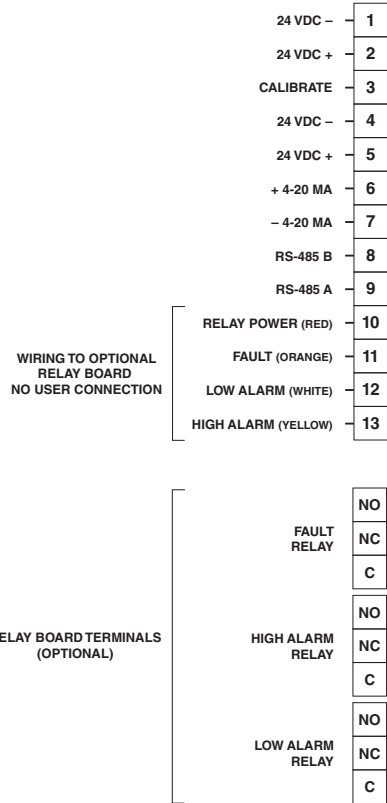 24 VDC – 1
24 VDC + 2
CALIBRATE 3
24 VDC – 4
24 VDC + 5
+ 4-20 MA 6
– 4-20 MA 7
RS-485 B 8
RS-485 A 9
WIRING TO OPTIONAL
RELAY BOARD
NO USER CONNECTION
RELAY POWER (RED) 10
FAULT (ORANGE) 11
LOW ALARM (WHITE) 12
HIGH ALARM (YELLOW) 13
ELAY BOARD TERMINALS
(OPTIONAL)
FAULT
RELAY
NO
NC
C
HIGH ALARM
RELAY
NO
NC
C
LOW ALARM
RELAY
NO
NC
C